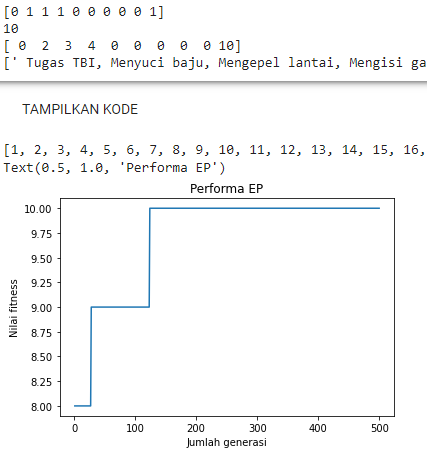 [0 1 1 1 0 0 0 0 0 1]
10
[ 0 2 3 4 0 0 0 0 0 10]
[' Tugas TBI, Menyuci baju, Mengepel lantai, Mengisi ga
TAMPILKAN KODE
[1, 2, 3, 4, 5, 6, 7, 8, 9, 10, 11, 12, 13, 14, 15, 16,
Text(0.5, 1.0, 'Performa EP')
Performa EP
10.00
9.75
9.50
9.25
9.00
8.75
8.50
8.25
8.00
Nilai fitness
0 100 200 300 400 500
Jumlah generasi